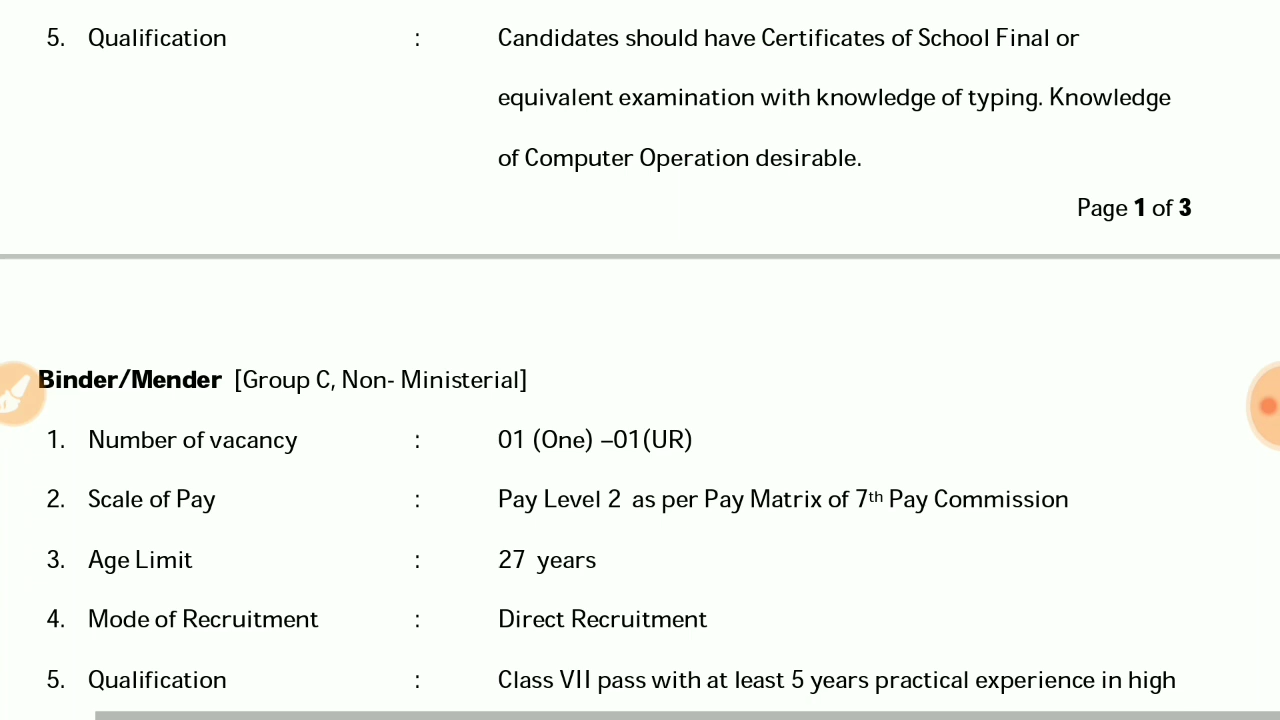 5. Qualification : Candidates should have Certificates of School Final or
equivalent examination with knowledge of typing. Knowledge
of Computer Operation desirable.
Page 1 of 3
Binder/Mender [Group C, Non- Ministerial]
1. Number of vacancy : 01 (One) –01(UR)
2. Scale of Pay : Pay Level 2 as per Pay Matrix of 7th Pay Commission
3. Age Limit : 27 years
4. Mode of Recruitment : Direct Recruitment
5. Qualification : Class VII pass with at least 5 years practical experience in high